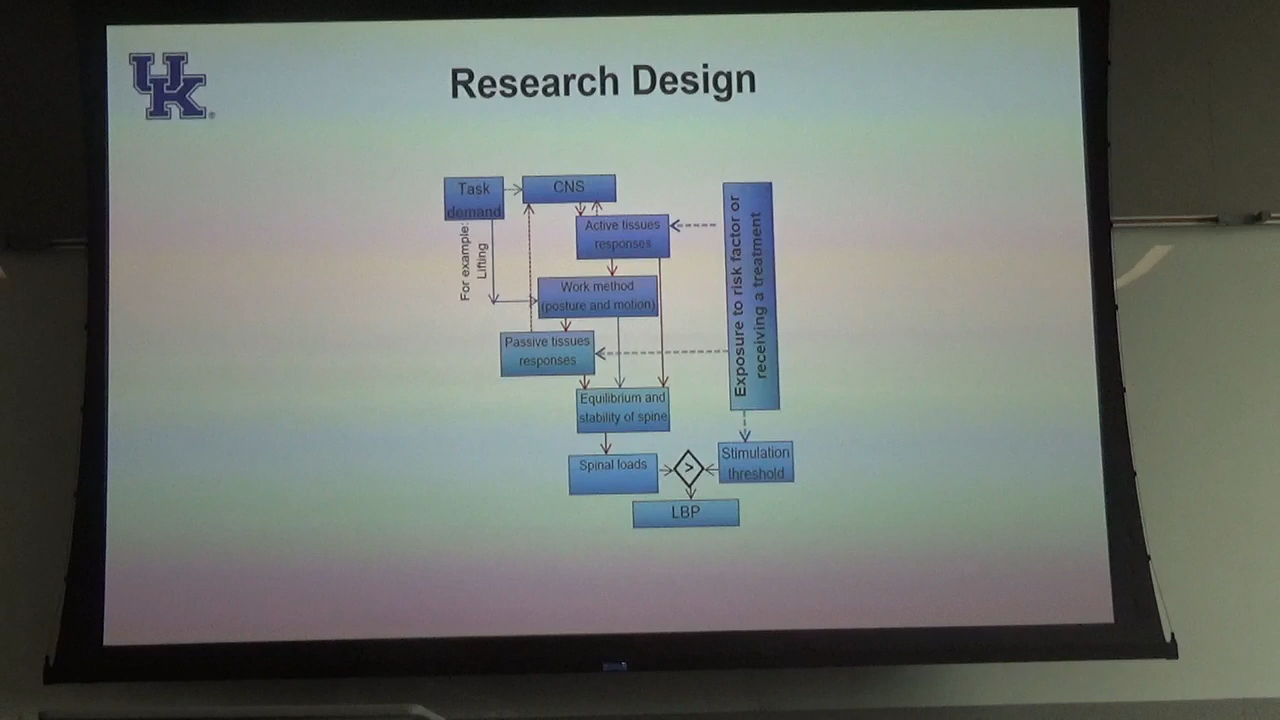 UK
Research Design
Task
demand
CNS
For example:
Lifting
Active tissues
responses
Work method
(posture and motion)
Passive tissues
responses
Exposure to risk factor or
receiving a treatment
Equilibrium and
stability of spine
Spinal loads
>
Stimulation
threshold
LBP